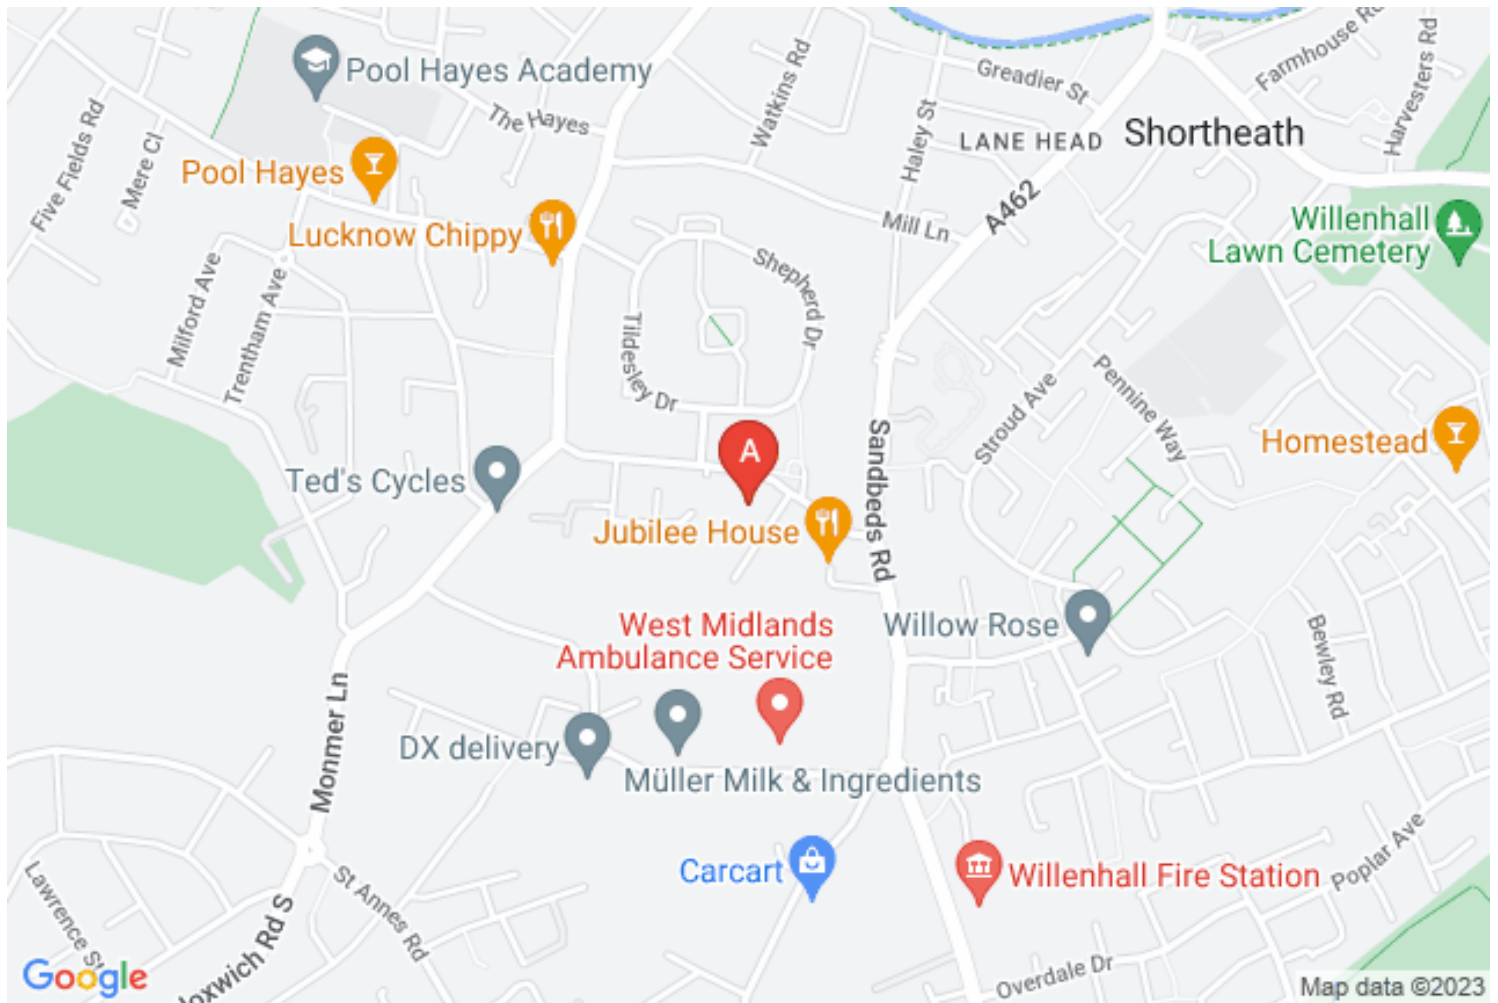 Pool Hayes Academy
The Hayes
Watkins Rd
Greadier St
Farmhouse Rd
Harvesters Rd
Five Fields Rd
Mere Cl
Haley St
LANE HEAD
Shortheath
Pool Hayes
Lucknow Chippy
Mill Ln
A462
Willenhall
Lawn Cemetery
Milford Ave
Trentham Ave
Shepherd Dr
Tildesley Dr
Pennine Way
Stroud Ave
Sandbeds Rd
A
Homestead
Ted's Cycles
Jubilee House
West Midlands
Ambulance Service
Willow Rose
Bewley Rd
Monmer Ln
DX delivery
Müller Milk & Ingredients
Carcart
Willenhall Fire Station
Poplar Ave
Lawrence St
St Annes Rd
loxwich Rd S
Overdale Dr
Google
Map data ©2023